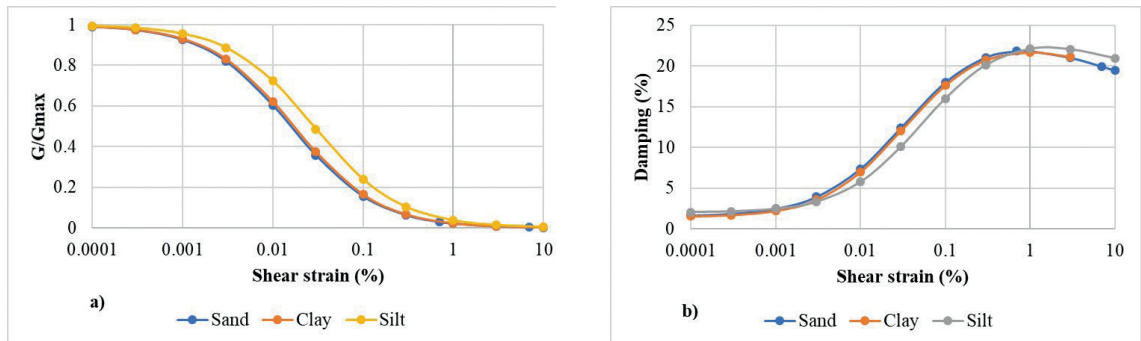 1
0.8
0.6
0.4
0.2
0
G/Gmax
0.0001 0.001 0.01 0.1 1 10
Shear strain (%)
a)
Sand Clay Silt
25
20
15
10
5
0
Damping (%)
0.0001 0.001 0.01 0.1 1 10
Shear strain (%)
b)
Sand Clay Silt